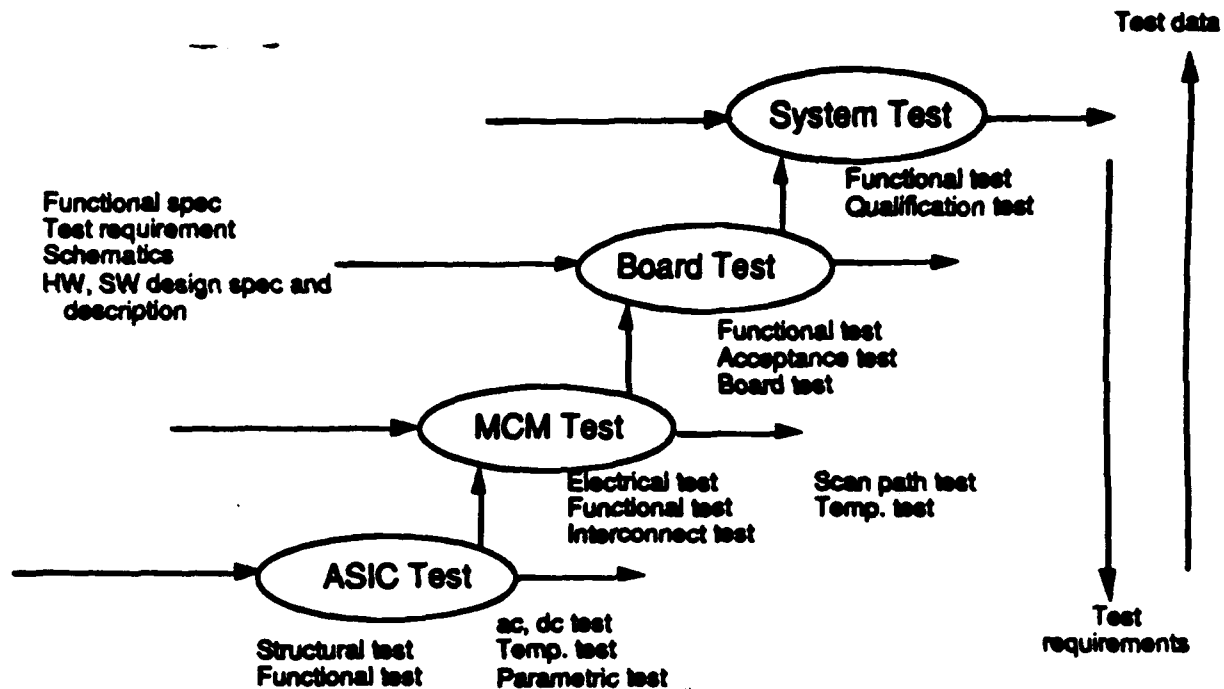 Test data
System Test
Functional test
Qualification test
Functional spec
Test requirement
Schematics
HW, SW design spec and
description
Board Test
Functional test
Acceptance test
Board test
MCM Test
Electrical test
Functional test
Interconnect test
Scan path test
Temp. test
ASIC Test
Structural test
Functional test
ac, dc test
Temp. test
Parametric test
Test
requirements